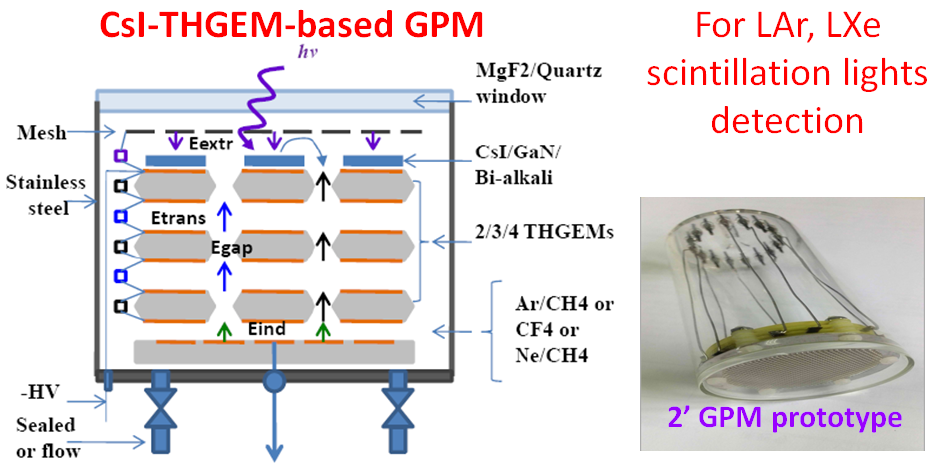 CsI-THGEM-based GPM
hν
MgF2/Quartz
window
Mesh
Eextr
CsI/GaN/
Bi-alkali
Stainless
steel
Etrans
2/3/4 THGEMs
Egap
Ar/CH4 or
CF4 or
Ne/CH4
Eind
-HV
Sealed
or flow
For LAr, LXe
scintillation lights
detection
2’ GPM prototype